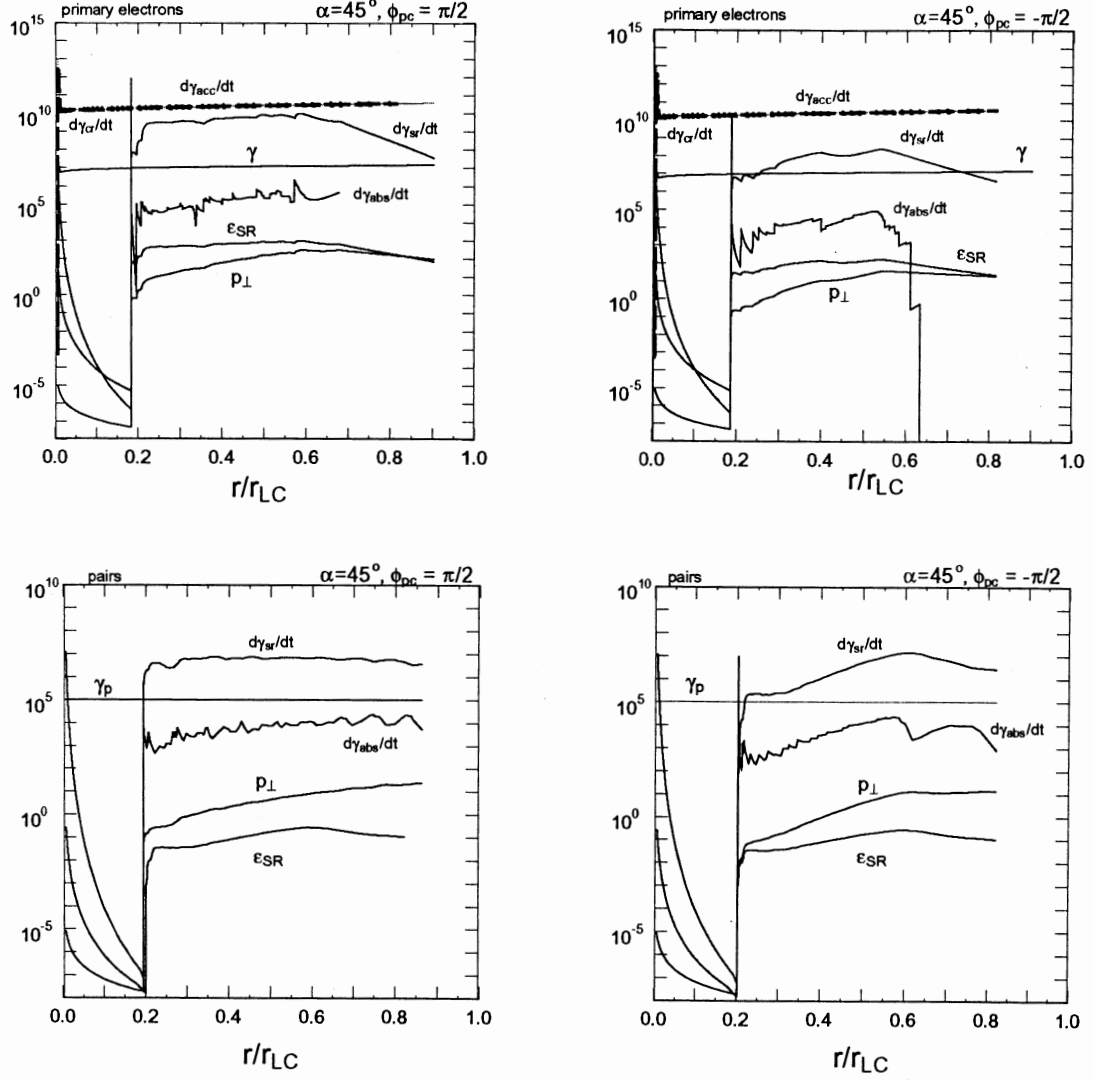 primary electrons α=45°, ϕpc = π/2
10^15
10^10
10^5
10^0
10^-5
dγacc/dt
dγcr/dt
dγsr/dt
γ
dγabs/dt
εSR
p⊥
0.0 0.2 0.4 0.6 0.8 1.0
r/rLC
primary electrons α=45°, ϕpc = -π/2
10^15
10^10
10^5
10^0
10^-5
dγacc/dt
dγcr/dt
dγsr/dt
γ
dγabs/dt
εSR
p⊥
0.0 0.2 0.4 0.6 0.8 1.0
r/rLC
pairs α=45°, ϕpc = π/2
10^10
10^5
10^0
10^-5
dγsr/dt
γp
dγabs/dt
p⊥
εSR
0.0 0.2 0.4 0.6 0.8 1.0
r/rLC
pairs α=45°, ϕpc = -π/2
10^10
10^5
10^0
10^-5
dγsr/dt
γp
dγabs/dt
p⊥
εSR
0.0 0.2 0.4 0.6 0.8 1.0
r/rLC